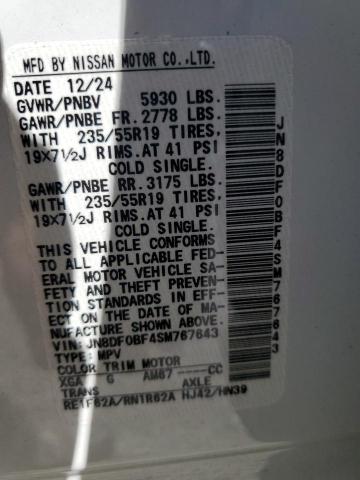 MFD BY NISSAN MOTOR CO.,LTD.
DATE 12/24
GVWR/PNBV 5930 LBS.
GAWR/PNBE FR. 2778 LBS.
WITH 235/55R19 TIRES,
19X7½J RIMS.AT 41 PSI
COLD SINGLE.
GAWR/PNBE RR. 3175 LBS.
WITH 235/55R19 TIRES,
19X7½J RIMS.AT 41 PSI
COLD SINGLE.
THIS VEHICLE CONFORMS
TO ALL APPLICABLE FED-
ERAL MOTOR VEHICLE SA-
FETY AND THEFT PREVEN-
TION STANDARDS IN EFF-
ECT ON THE DATE OF MA-
NUFACTURE SHOWN ABOVE.
VIN: JN8DF0BF4SM767643
TYPE: MPV
COLOR TRIM MOTOR
XGA G AM67 -----CC
TRANS AXLE
RE1F62A/RN1R62A HJ42/HN39
JN8DF0BF4SM767643